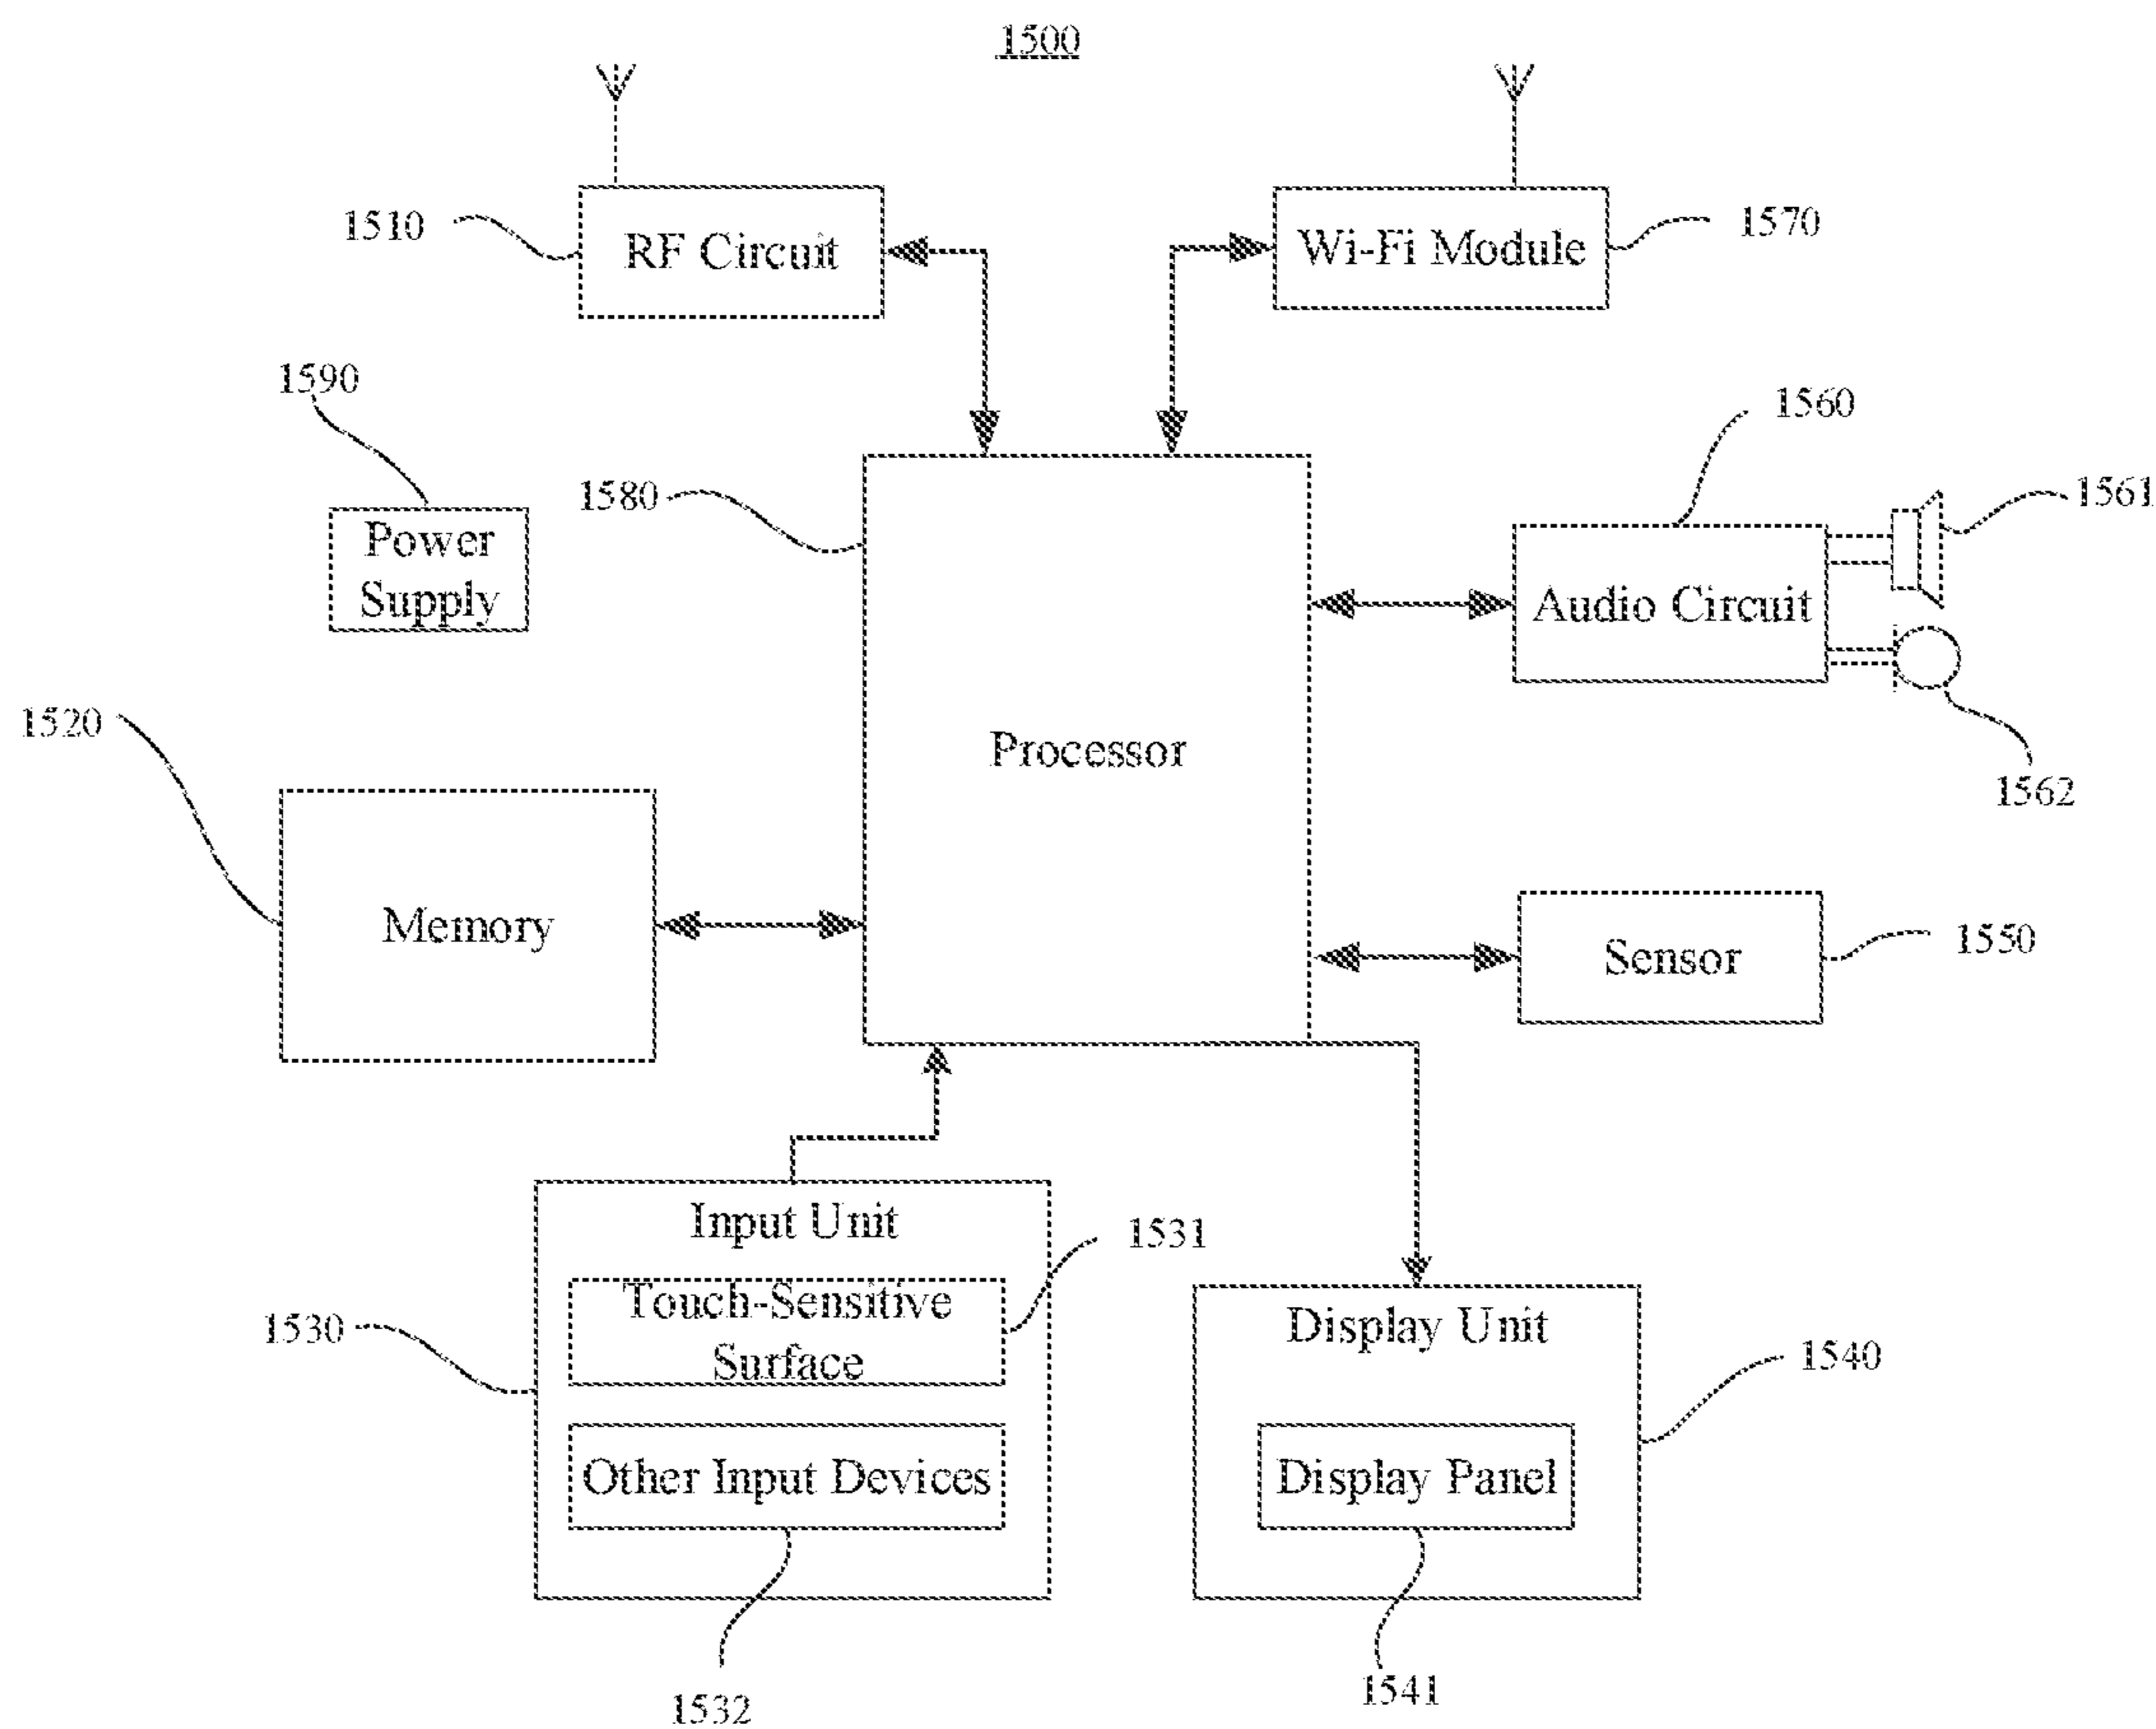 1500
1510
RF Circuit
Wi-Fi Module
1570
1590
1560
1580
1561
Power
Supply
Audio Circuit
1520
Processor
1562
Memory
Sensor
1550
Input Unit
1531
Touch-Sensitive
Surface
1530
Display Unit
1540
Other Input Devices
Display Panel
1532
1541